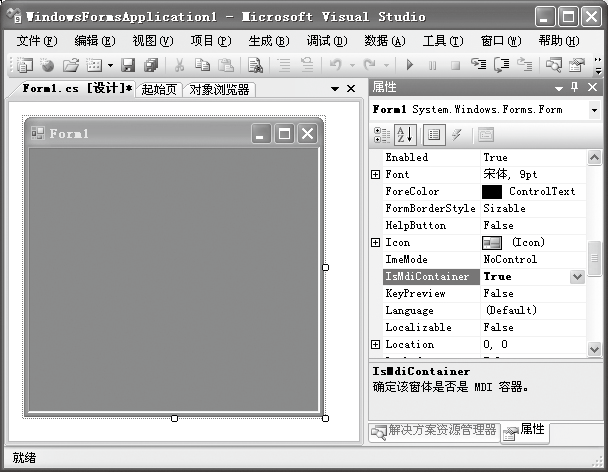 WindowsFormsApplication1 - Microsoft Visual Studio
文件(F) 编辑(E) 视图(V) 项目(P) 生成(B) 调试(D) 数据(A) 工具(T) 窗口(W) 帮助(H)
Form1.cs [设计]* 起始页 对象浏览器
Form1
属性
Form1 System.Windows.Forms.Form
Enabled True
Font 宋体, 9pt
ForeColor ControlText
FormBorderStyle Sizable
HelpButton False
Icon (Icon)
ImeMode NoControl
IsMdiContainer True
KeyPreview False
Language (Default)
Localizable False
Location 0, 0
IsMdiContainer
确定该窗体是否是 MDI 容器。
解决方案资源管理器 属性
就绪